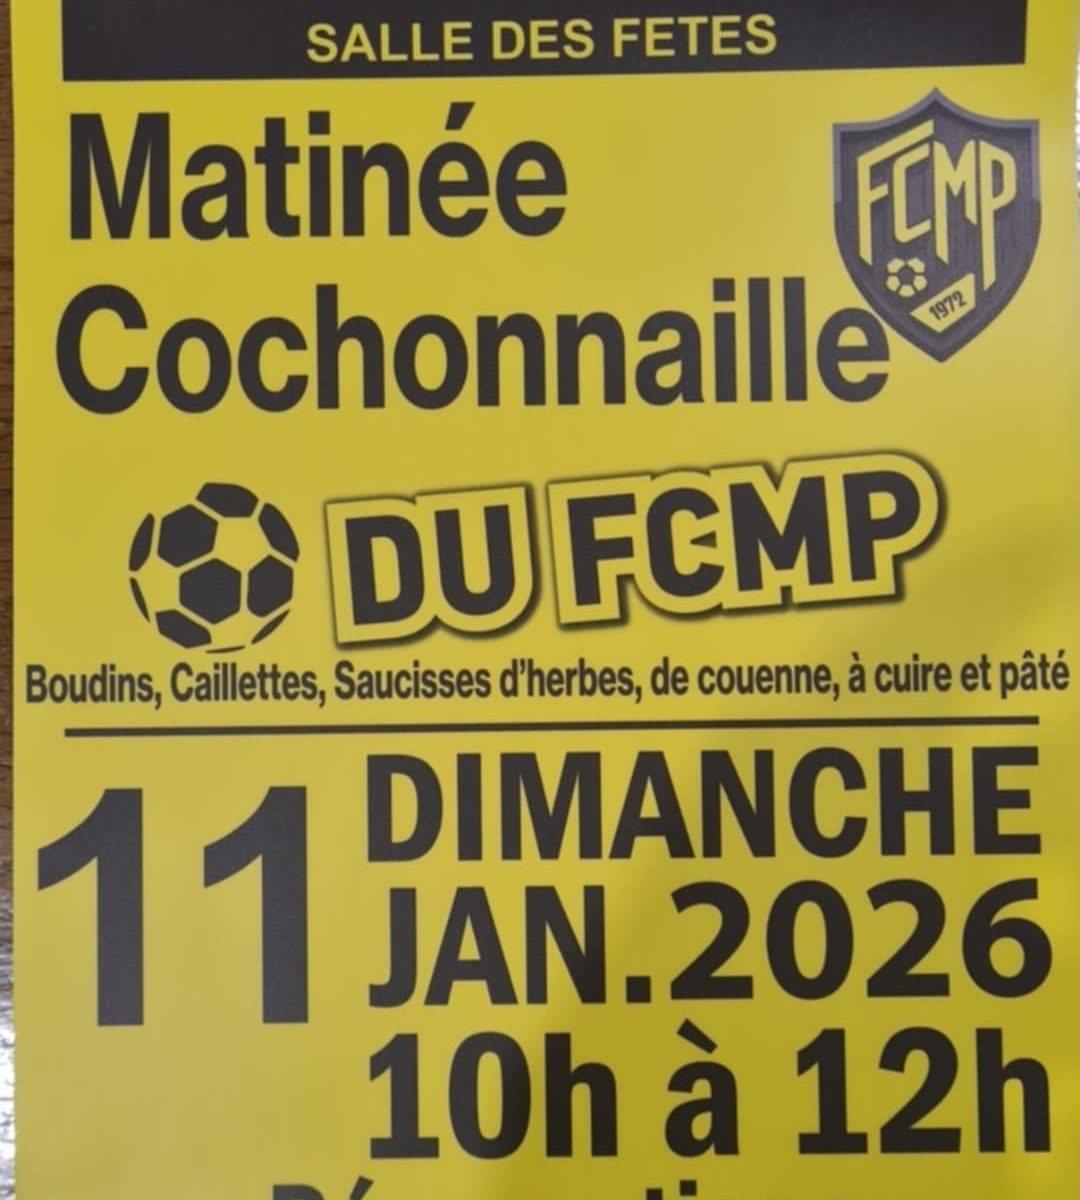 SALLE DES FETES
Matinée
FCMP
1972
Cochonnaille
DU FCMP
Boudins, Caillettes, Saucisses d'herbes, de couenne, à cuire et pâté
11
DIMANCHE
JAN.2026
10h à 12h